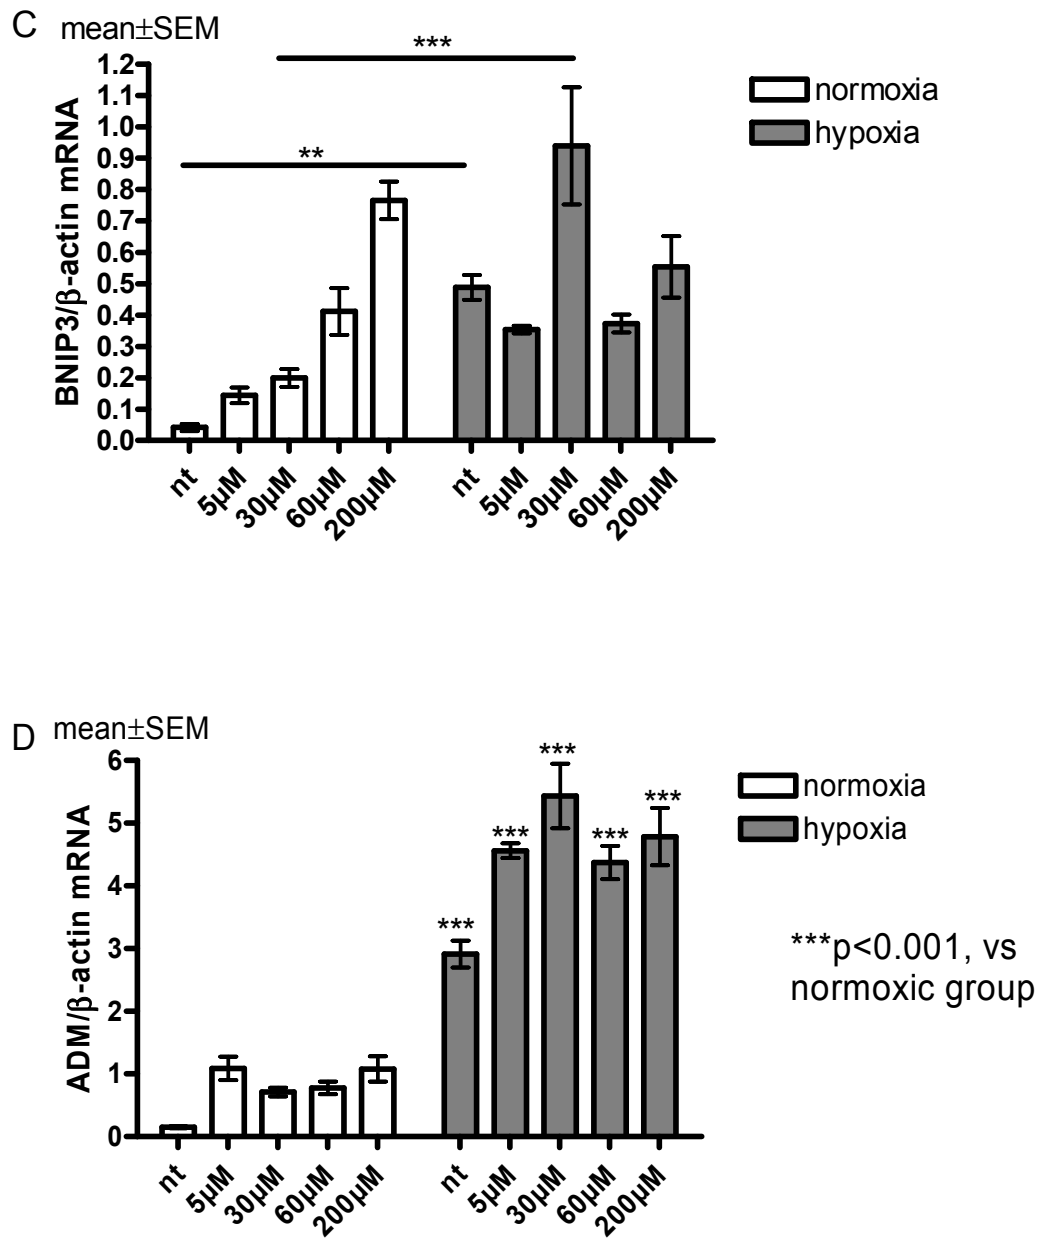 C mean±SEM
***
**
normoxia
hypoxia
BNIP3/β-actin mRNA
1.2
1.1
1.0
0.9
0.8
0.7
0.6
0.5
0.4
0.3
0.2
0.1
0.0
nt 5µM 30µM 60µM 200µM nt 5µM 30µM 60µM 200µM
D mean±SEM
*** *** *** *** ***
normoxia
hypoxia
ADM/β-actin mRNA
6
5
4
3
2
1
0
***p<0.001, vs
normoxic group
nt 5µM 30µM 60µM 200µM nt 5µM 30µM 60µM 200µM